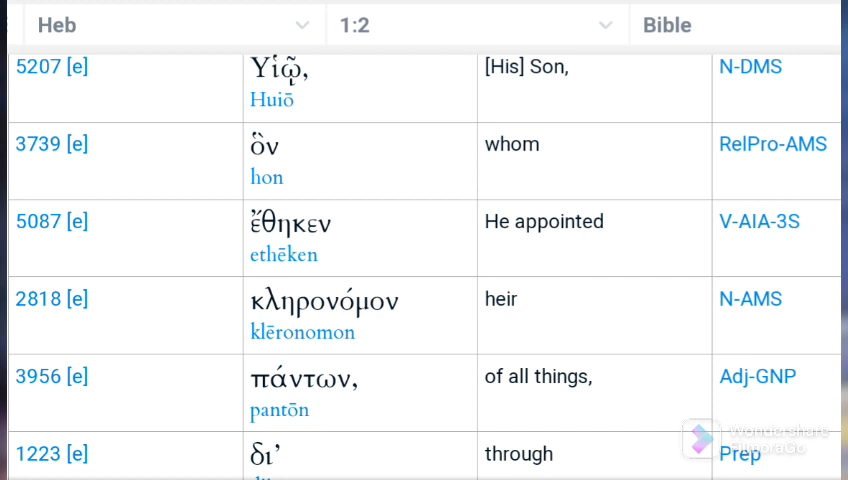 Heb 1:2 Bible
5207 [e] Υἱῷ, [His] Son, N-DMS
Huiō
3739 [e] ὃν whom RelPro-AMS
hon
5087 [e] ἔθηκεν He appointed V-AIA-3S
ethēken
2818 [e] κληρονόμον heir N-AMS
klēronomon
3956 [e] πάντων, of all things, Adj-GNP
pantōn
Wondershare
FilmoraGo
1223 [e] δι’ through Prep